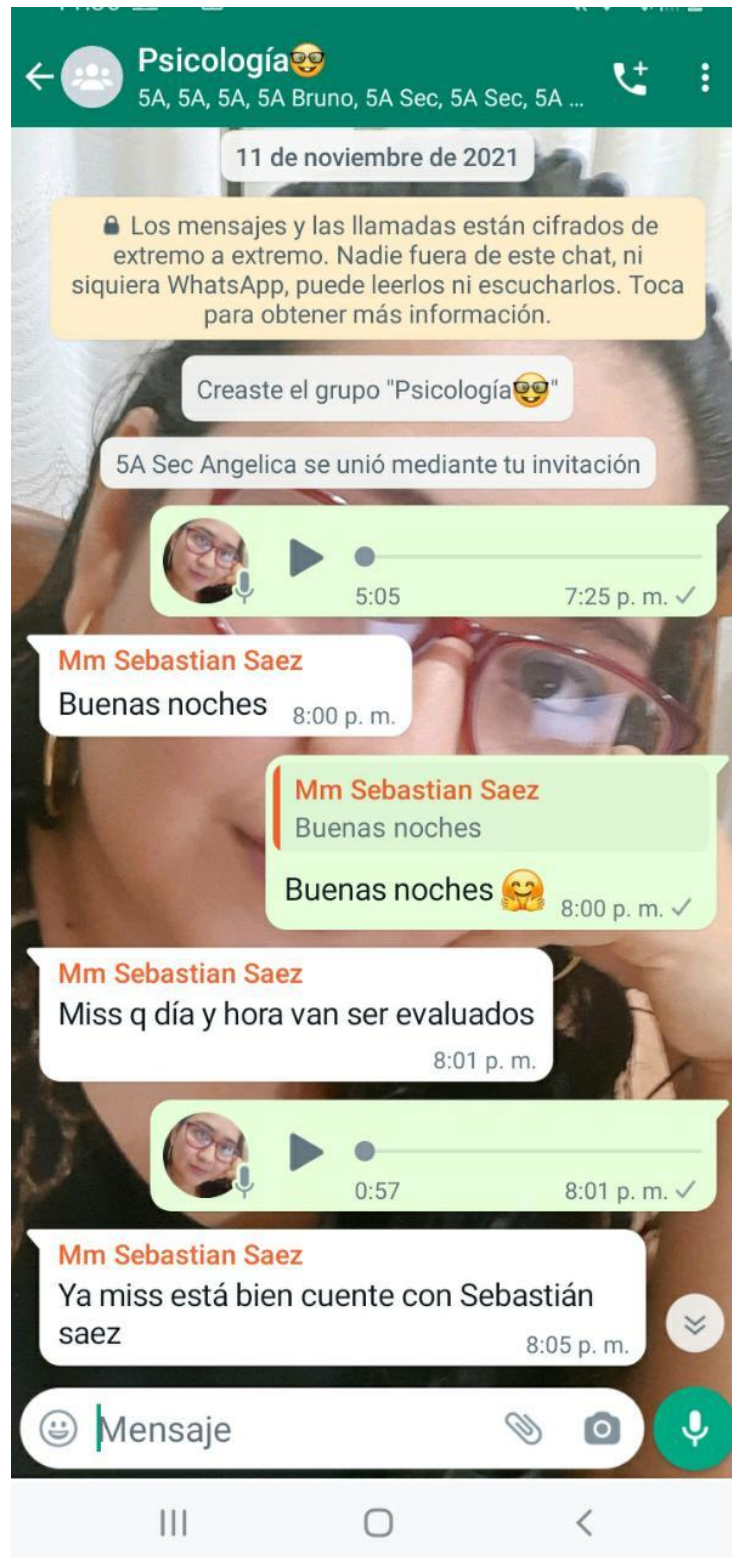 Psicología🤓
5A, 5A, 5A, 5A Bruno, 5A Sec, 5A Sec, 5A ...
11 de noviembre de 2021
🔒 Los mensajes y las llamadas están cifrados de
extremo a extremo. Nadie fuera de este chat, ni
siquiera WhatsApp, puede leerlos ni escucharlos. Toca
para obtener más información.
Creaste el grupo "Psicología🤓"
5A Sec Angelica se unió mediante tu invitación
5:05 7:25 p. m.
Mm Sebastian Saez
Buenas noches 8:00 p. m.
Mm Sebastian Saez
Buenas noches
Buenas noches 🤗 8:00 p. m.
Mm Sebastian Saez
Miss q día y hora van ser evaluados
8:01 p. m.
0:57 8:01 p. m.
Mm Sebastian Saez
Ya miss está bien cuente con Sebastián
saez 8:05 p. m.
Mensaje